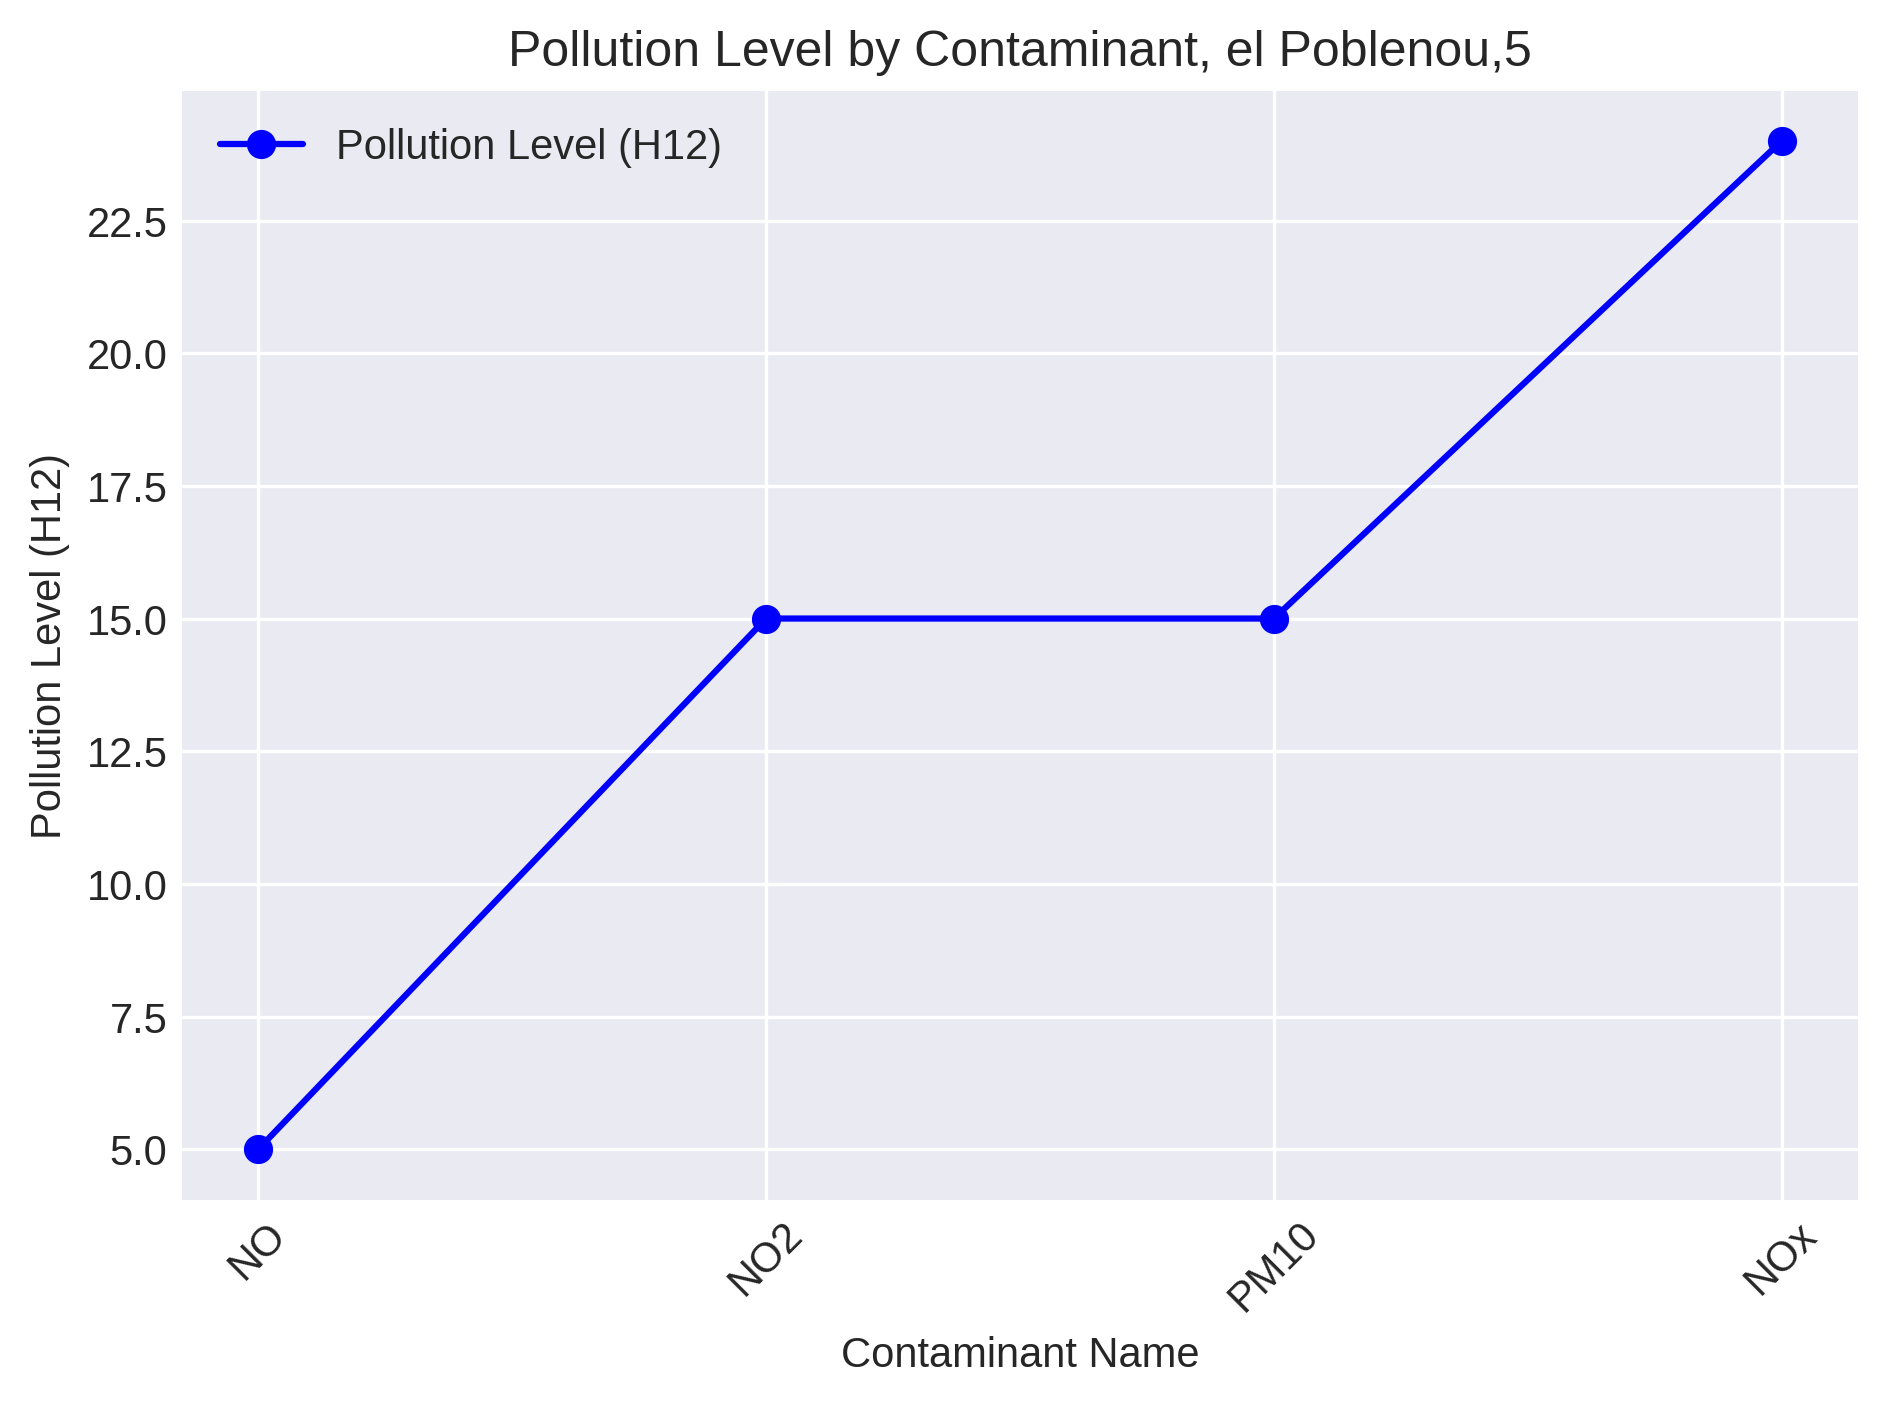 Pollution Level by Contaminant, el Poblenou,5
Pollution Level (H12)
22.5
20.0
17.5
15.0
12.5
10.0
7.5
5.0
Pollution Level (H12)
NO
NO2
PM10
NOx
Contaminant Name